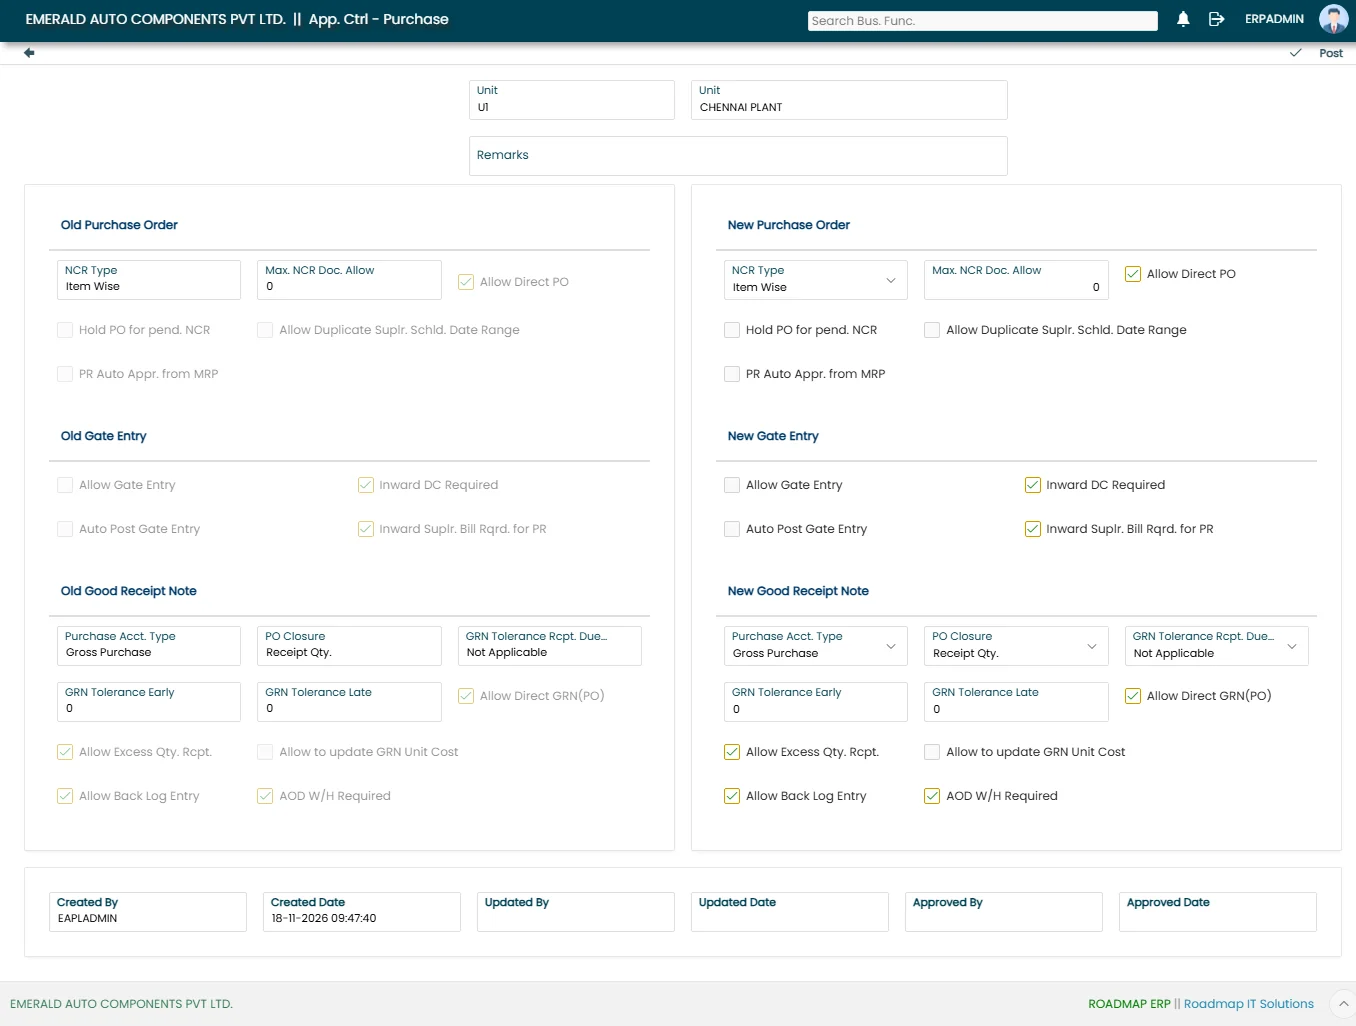 EMERALD AUTO COMPONENTS PVT LTD. || App. Ctrl - Purchase
Search Bus. Func.
ERPADMIN
Post
Unit
U1
Unit
CHENNAI PLANT
Remarks
Old Purchase Order
NCR Type
Item Wise
Max. NCR Doc. Allow
0
Allow Direct PO
Hold PO for pend. NCR
Allow Duplicate Suplr. Schld. Date Range
PR Auto Appr. from MRP
Old Gate Entry
Allow Gate Entry
Inward DC Required
Auto Post Gate Entry
Inward Suplr. Bill Rqrd. for PR
Old Good Receipt Note
Purchase Acct. Type
Gross Purchase
PO Closure
Receipt Qty.
GRN Tolerance Rcpt. Due...
Not Applicable
GRN Tolerance Early
0
GRN Tolerance Late
0
Allow Direct GRN(PO)
Allow Excess Qty. Rcpt.
Allow to update GRN Unit Cost
Allow Back Log Entry
AOD W/H Required
New Purchase Order
NCR Type
Item Wise
Max. NCR Doc. Allow
0
Allow Direct PO
Hold PO for pend. NCR
Allow Duplicate Suplr. Schld. Date Range
PR Auto Appr. from MRP
New Gate Entry
Allow Gate Entry
Inward DC Required
Auto Post Gate Entry
Inward Suplr. Bill Rqrd. for PR
New Good Receipt Note
Purchase Acct. Type
Gross Purchase
PO Closure
Receipt Qty.
GRN Tolerance Rcpt. Due...
Not Applicable
GRN Tolerance Early
0
GRN Tolerance Late
0
Allow Direct GRN(PO)
Allow Excess Qty. Rcpt.
Allow to update GRN Unit Cost
Allow Back Log Entry
AOD W/H Required
Created By
EAPLADMIN
Created Date
18-11-2026 09:47:40
Updated By
Updated Date
Approved By
Approved Date
EMERALD AUTO COMPONENTS PVT LTD.
ROADMAP ERP || Roadmap IT Solutions